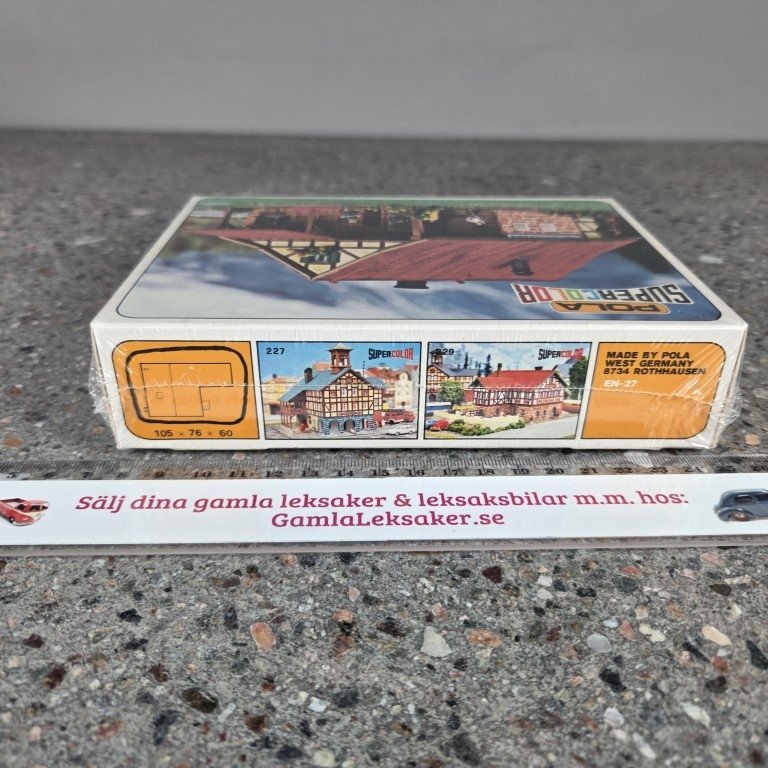 POLA
SUPERCOLOR
227
SUPERCOLOR
229
SUPERCOLOR
MADE BY POLA
WEST GERMANY
8734 ROTHHAUSEN
EN-27
105 × 76 × 60
Sälj dina gamla leksaker & leksaksbilar m.m. hos:
GamlaLeksaker.se